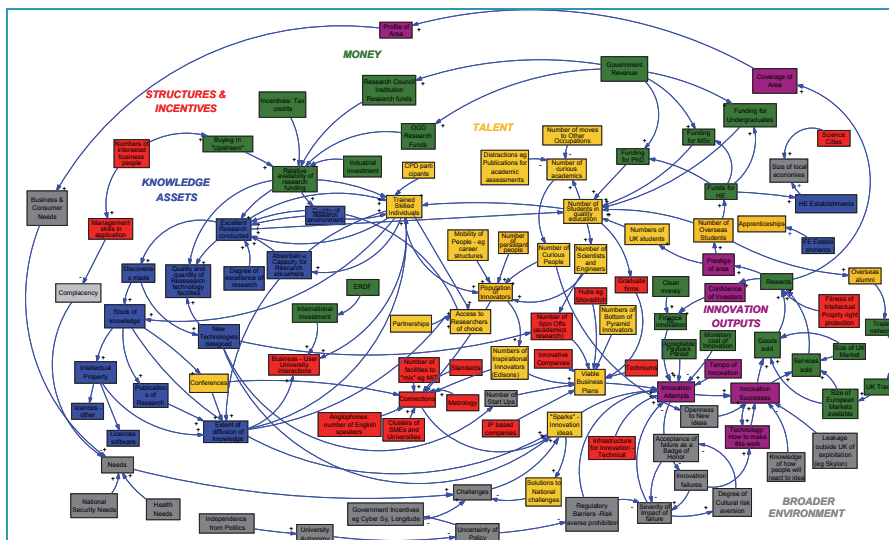 Profile of
Area
MONEY
Government
Revenue
Coverage of
Area
Research Council
Institution
Research funds
STRUCTURES &
INCENTIVES
Incentives: Tax
credits
Funding for
Undergraduates
TALENT
OGD
Research
Funds
Number of moves to
Other Occupations
Funding for
MSc
Science
Cities
Numbers of
interested
business
people
Buying in
"Upstream"
Distractions eg
Publications for
academic
assessments
Number of
curious
academics
Funding
for PhD
Size of local
economies
Industrial
investment
CPD parti
cipants
Relative
availability of
research
funding
KNOWLEDGE
ASSETS
Business &
Consumer
Needs
Funds for
HE
HE Establishments
Trained
Skilled
Individuals
Number of
Students in quality
education
Management
skills in
application
Excellent
Research
conducted
research
environment
Number of
Overseas
Students
Apprenticeships
Numbers of
UK students
FE Establi
shments
Mobility of
People - eg
career
structures
Number of
persistant
people
Number of
Curious
People
Number of
Scientists and
Engineers
Discoveries
made
Quality and
quantity of
Reseearch
technology
facilities
Degree of
excellence of
research
Absorbative
Capacity for
Research
elsewhere
Prestige
of area
Overseas
alumni
Complacency
Population
of
Innovators
Graduate
firms
Clean
money
Confidence
of Investors
Rewards
ERDF
Hubs eg
Shoreditch
Fitness of
Intellectual
Proprty right
protection
Stock of
knowledge
International
Investment
Access to
Researchers
of choice
Partnerships
Number of
Spin Offs
(academics
research)
Numbers of
Bottom of
Pyramid
Innovators
Finance
Innovation
INNOVATION
OUTPUTS
Monetary
cost of
Innovation
Goods
sold
Trade
network
New
Technologies
designed
Acceptable
Payback
Period
Size of UK
Market
Business - User
University
Interactions
Number of
facilities to
"mix" eg MIT
Standards
Numbers of
Inspirational
Innovators
(Edisons)
Innovative
Companies
Techniums
Tempo of
Innovation
Services
sold
Intellectual
Property
Conferences
Viable
Business
Plans
Innovation
Attempts
Innovation
Successes
UK Trad
Publication
s of
Research
Connections
Metrology
Number of
Start Ups
Size of
European
Markets
available
licences -
other
Anglophones:
number of English
speakers
Clusters of
SMEs and
Universities
IP based
companies
"Sparks" -
Innovation
ideas
Openness to
New ideas
Technology:
How to make
this work
Extent of
diffusion of
knowledge
Licences
software
Infrastructure
for Innovation -
Technical
Acceptance of
failure as a
Badge of
Honor
Knowledge
of how
people will
react to idea
Leakage
outside UK of
exploitation
(eg Skylon)
Needs
Innovation
failures
Challenges
Solutions to
National
challenges
National
Security Needs
Health
Needs
Regulatory
Barriers -Risk
averse prohibition
Severity of
Impact of
failure
Degree of
Cultural risk
aversion
BROADER
ENVIRONMENT
Government Incentives
eg Cyber Sy, Longitude
Independence
from Politics
University
Autonomy
Uncertainty of
Policy